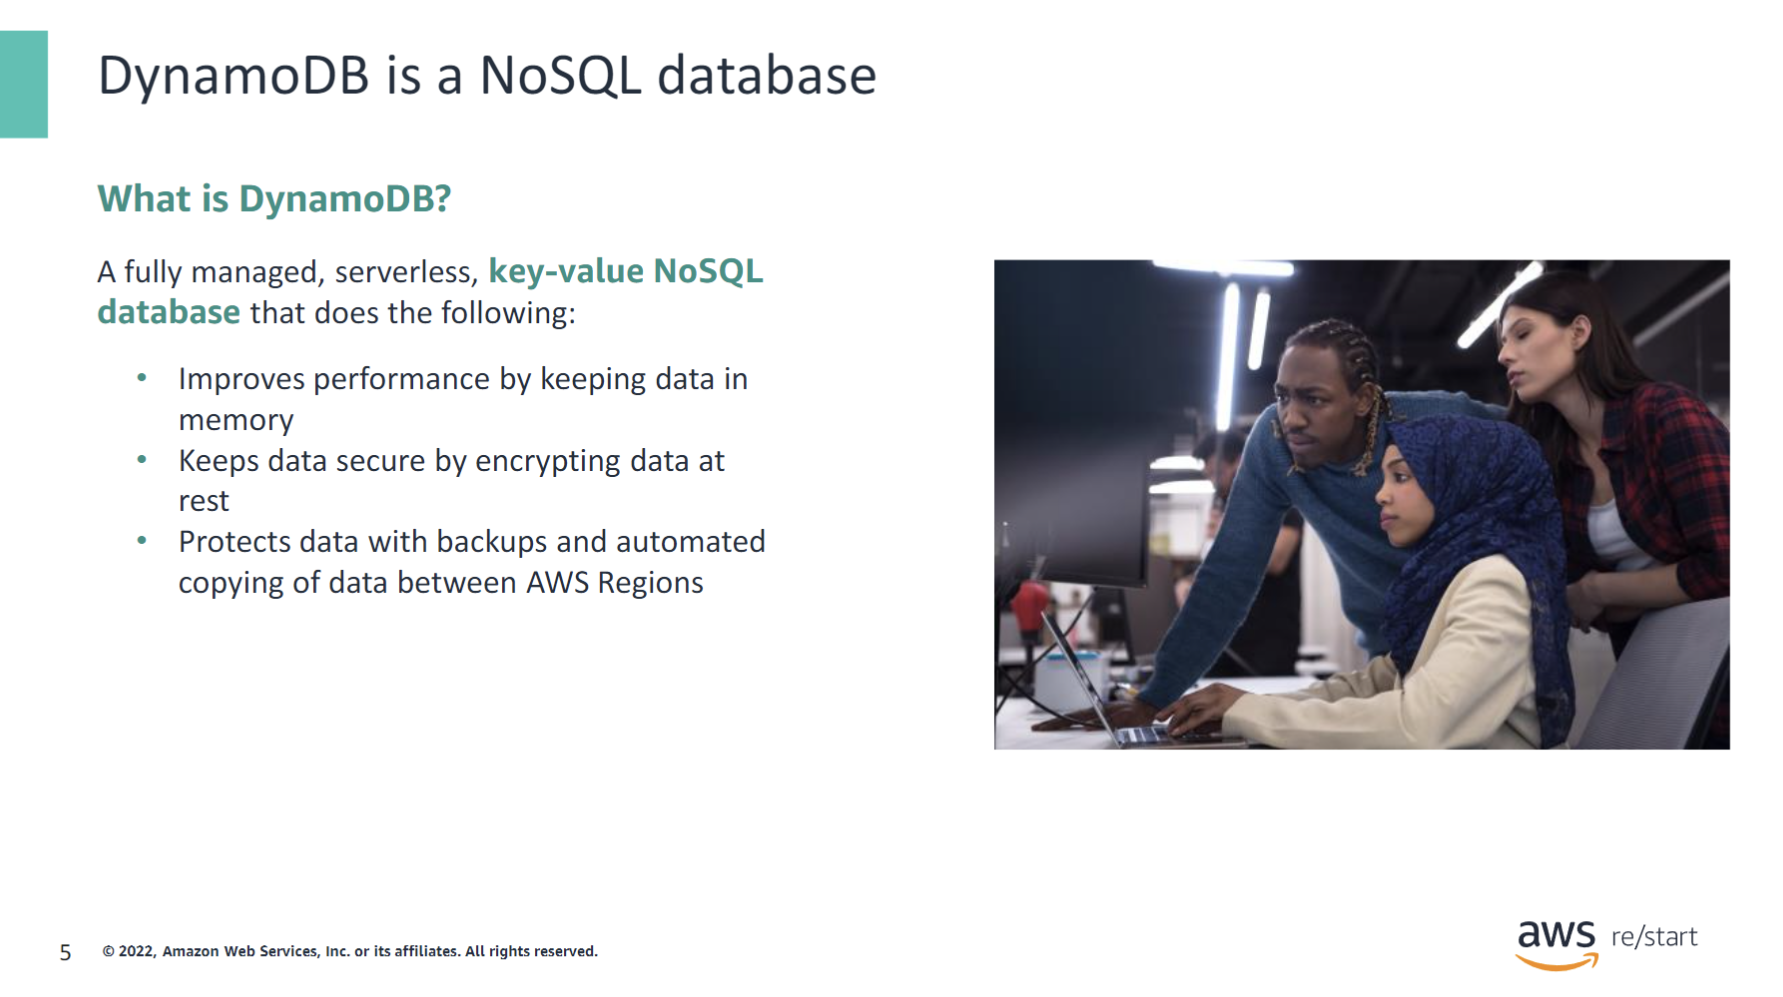 DynamoDB is a NoSQL database
What is DynamoDB?
A fully managed, serverless, key-value NoSQL
database that does the following:
• Improves performance by keeping data in
memory
• Keeps data secure by encrypting data at
rest
• Protects data with backups and automated
copying of data between AWS Regions
5 © 2022, Amazon Web Services, Inc. or its affiliates. All rights reserved.
aws re/start